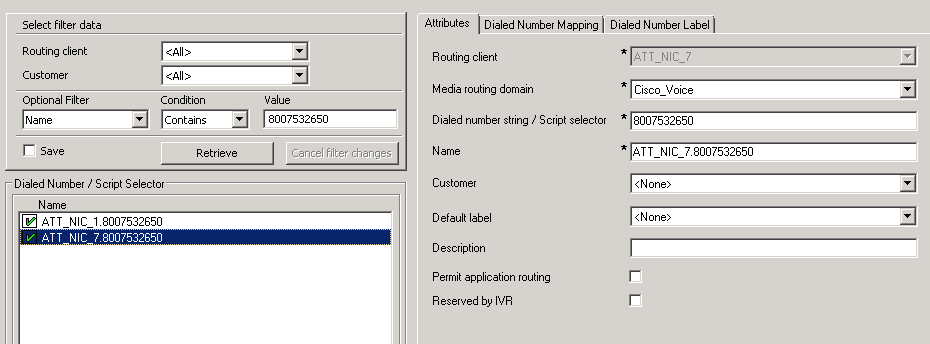 Select filter data
Routing client <All>
Customer <All>
Optional Filter Condition Value
Name Contains 8007532650
Save Retrieve Cancel filter changes
Dialed Number / Script Selector
Name
ATT_NIC_1.8007532650
ATT_NIC_7.8007532650
Attributes Dialed Number Mapping Dialed Number Label
Routing client * ATT_NIC_7
Media routing domain * Cisco_Voice
Dialed number string / Script selector * 8007532650
Name * ATT_NIC_7.8007532650
Customer <None>
Default label <None>
Description
Permit application routing
Reserved by IVR